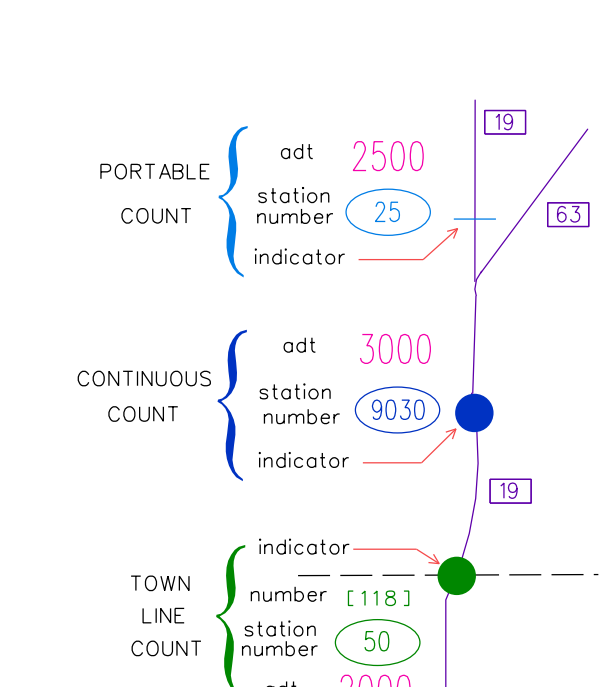 19
adt 2500
PORTABLE
COUNT
station
number
25
63
indicator
adt 3000
CONTINUOUS
COUNT
station
number
9030
indicator
19
indicator
TOWN
LINE
COUNT
number [118]
station
number
50
adt